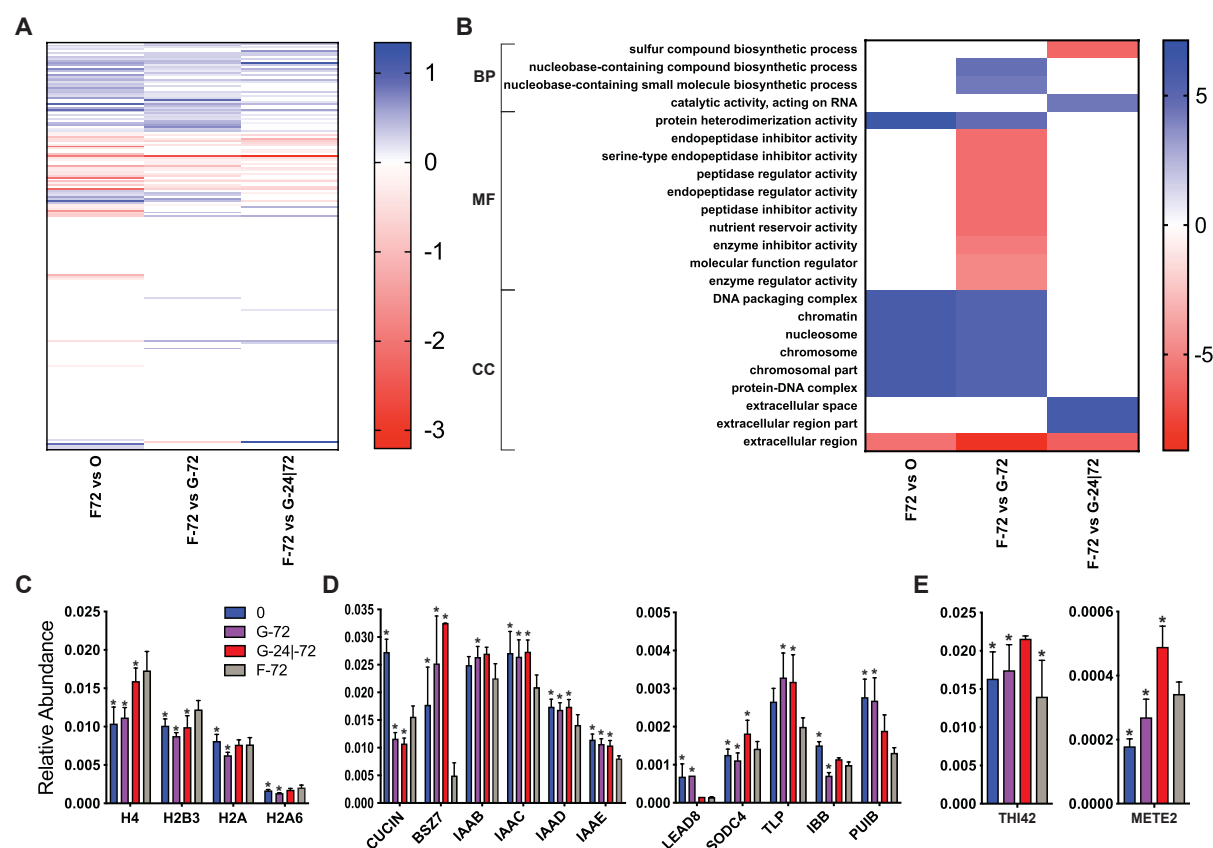 A
1
0
-1
-2
-3
F72 vs O
F-72 vs G-72
F-72 vs G-24|72
B
BP
MF
CC
sulfur compound biosynthetic process
nucleobase-containing compound biosynthetic process
nucleobase-containing small molecule biosynthetic process
catalytic activity, acting on RNA
protein heterodimerization activity
endopeptidase inhibitor activity
serine-type endopeptidase inhibitor activity
peptidase regulator activity
endopeptidase regulator activity
peptidase inhibitor activity
nutrient reservoir activity
enzyme inhibitor activity
molecular function regulator
enzyme regulator activity
DNA packaging complex
chromatin
nucleosome
chromosome
chromosomal part
protein-DNA complex
extracellular space
extracellular region part
extracellular region
5
0
-5
F72 vs O
F-72 vs G-72
F-72 vs G-24|72
C
Relative Abundance
0.025
0.020
0.015
0.010
0.005
0.000
0
G-72
G-24|-72
F-72
* * *
* * *
* *
* *
H4 H2B3 H2A H2A6
D
0.035
0.030
0.025
0.020
0.015
0.010
0.005
0.000
* * *
* * *
*
* * *
* * *
* * *
CUCIN BSZ7 IAAB IAAC IAAD IAAE
0.005
0.004
0.003
0.002
0.001
0.000
* *
* * *
* *
* *
* *
LEAD8 SODC4 TLP IBB PUIB
E
0.025
0.020
0.015
0.010
0.005
0.000
* * *
THI42
0.0006
0.0004
0.0002
0.0000
* * *
METE2